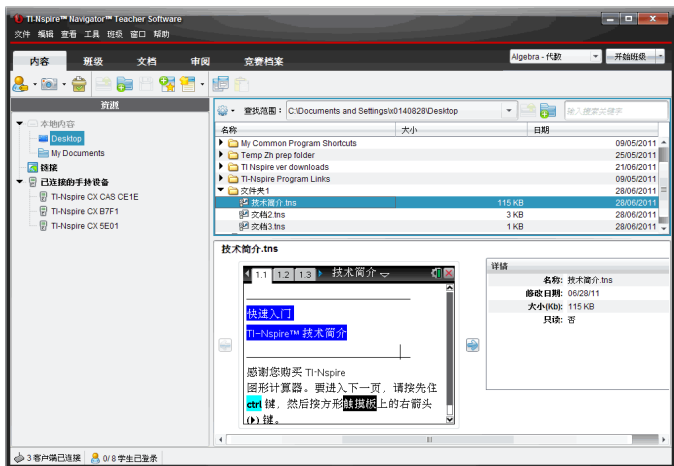 TI-Nspire™ Navigator™ Teacher Software
文件 编辑 查看 工具 班级 窗口 帮助
内容 班级 文档 审阅 竞赛档案
Algebra - 代数 开始班级
资源
查找范围: C:\Documents and Settings\x0140828\Desktop 输入搜索关键字
名称 大小 日期
本地内容
Desktop
My Documents
链接
已连接的手持设备
TI-Nspire CX CAS CE1E
TI-Nspire CX B7F1
TI-Nspire CX 5E01
My Common Program Shortcuts 09/05/2011
Temp Zh prep folder 25/05/2011
TI Nspire ver downloads 21/06/2011
TI-Nspire Program Links 09/05/2011
文件夹1 28/06/2011
技术简介.tns 115 KB 28/06/2011
文档2.tns 3 KB 28/06/2011
文档3.tns 1 KB 28/06/2011
技术简介.tns
1.1 1.2 1.3 技术简介
快速入门
TI-Nspire™ 技术简介
感谢您购买 TI-Nspire
图形计算器。要进入下一页，请按先住
ctrl 键，然后按方形触摸板上的右箭头
(▶) 键。
详情
名称: 技术简介.tns
修改日期: 06/28/11
大小(Kb): 115 KB
只读: 否
3 客户端已连接 0/8 学生已登录